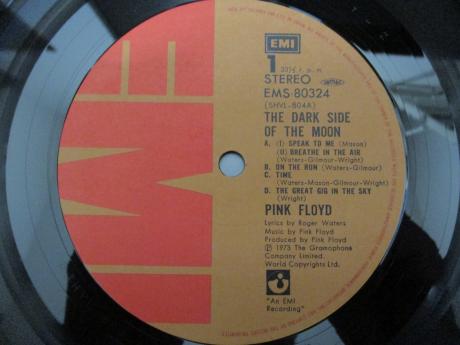 EMI
EMI
1
33⅓ r. p. m.
STEREO
EMS-80324
(SHVL-804A)
THE DARK SIDE
OF THE MOON
A. (I) SPEAK TO ME (Mason)
(II) BREATHE IN THE AIR
(Waters-Gilmour-Wright)
B. ON THE RUN (Waters-Gilmour)
C. TIME
(Waters-Mason-Gilmour-Wright)
D. THE GREAT GIG IN THE SKY
(Wright)
PINK FLOYD
Lyrics by Roger Waters
Music by Pink Floyd
Produced by Pink Floyd
℗ 1973 The Gramophone
Company Limited.
World Copyrights Ltd.
"An EMI
Recording"